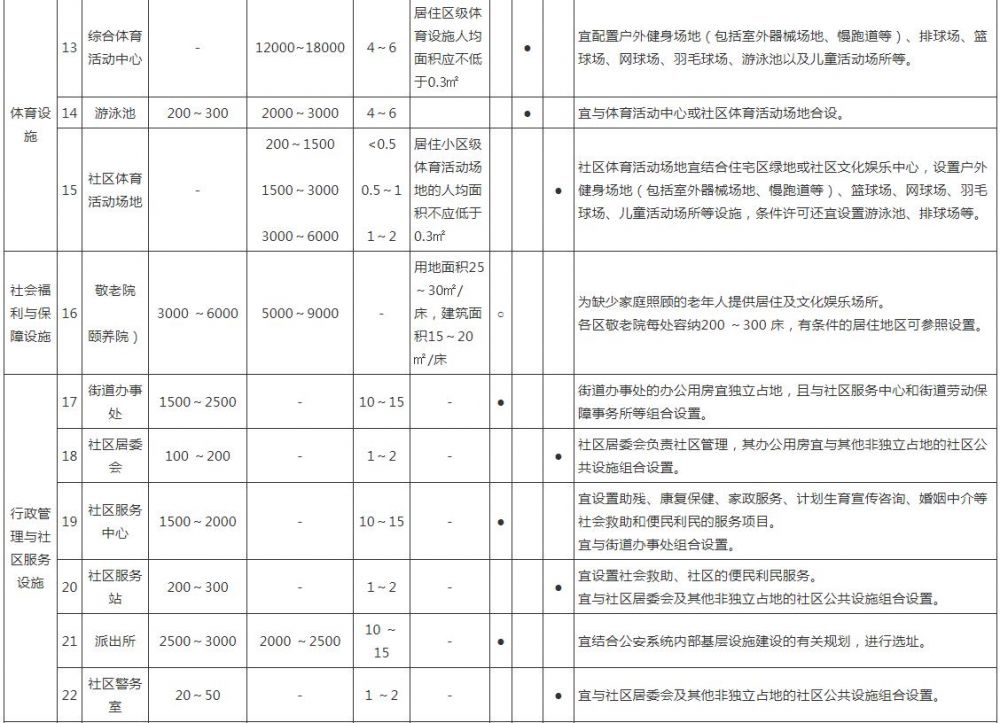 体育设
施
13
综合体育
活动中心
-
12000~18000
4~6
居住区级体
育设施人均
面积应不低
于0.3㎡
●
宜配置户外健身场地（包括室外器械场地、慢跑道等）、排球场、篮
球场、网球场、羽毛球场、游泳池以及儿童活动场所等。
14
游泳池
200~300
2000~3000
4~6
●
宜与体育活动中心或社区体育活动场地合设。
15
社区体育
活动场地
-
200~1500
1500~3000
3000~6000
<0.5
0.5~1
1~2
居住小区级
体育活动场
地的人均面
积不应低于
0.3㎡
●
社区体育活动场地宜结合住宅区绿地或社区文化娱乐中心，设置户外
健身场地（包括室外器械场地、慢跑道等）、篮球场、网球场、羽毛
球场、儿童活动场所等设施，条件许可还宜设置游泳池、排球场等。
社会福
利与保
障设施
16
敬老院
颐养院）
3000 ~6000
5000~9000
-
用地面积25
~30㎡/
床，建筑面
积15~20
㎡/床
○
为缺少家庭照顾的老年人提供居住及文化娱乐场所。
各区敬老院每处容纳200 ~300 床，有条件的居住地区可参照设置。
行政管
理与社
区服务
设施
17
街道办事
处
1500~2500
-
10~15
-
●
街道办事处的办公用房宜独立占地，且与社区服务中心和街道劳动保
障事务所等组合设置。
18
社区居委
会
100 ~200
-
1~2
-
●
社区居委会负责社区管理，其办公用房宜与其他非独立占地的社区公
共设施组合设置。
19
社区服务
中心
1500~2000
-
10~15
-
●
宜设置助残、康复保健、家政服务、计划生育宣传咨询、婚姻中介等
社会救助和便民利民的服务项目。
宜与街道办事处组合设置。
20
社区服务
站
200~300
-
1~2
-
●
宜设置社会救助、社区的便民利民服务。
宜与社区居委会及其他非独立占地的社区公共设施组合设置。
21
派出所
2500~3000
2000 ~2500
10 ~
15
-
●
宜结合公安系统内部基层设施建设的有关规划，进行选址。
22
社区警务
室
20~50
-
1 ~2
-
●
宜与社区居委会及其他非独立占地的社区公共设施组合设置。